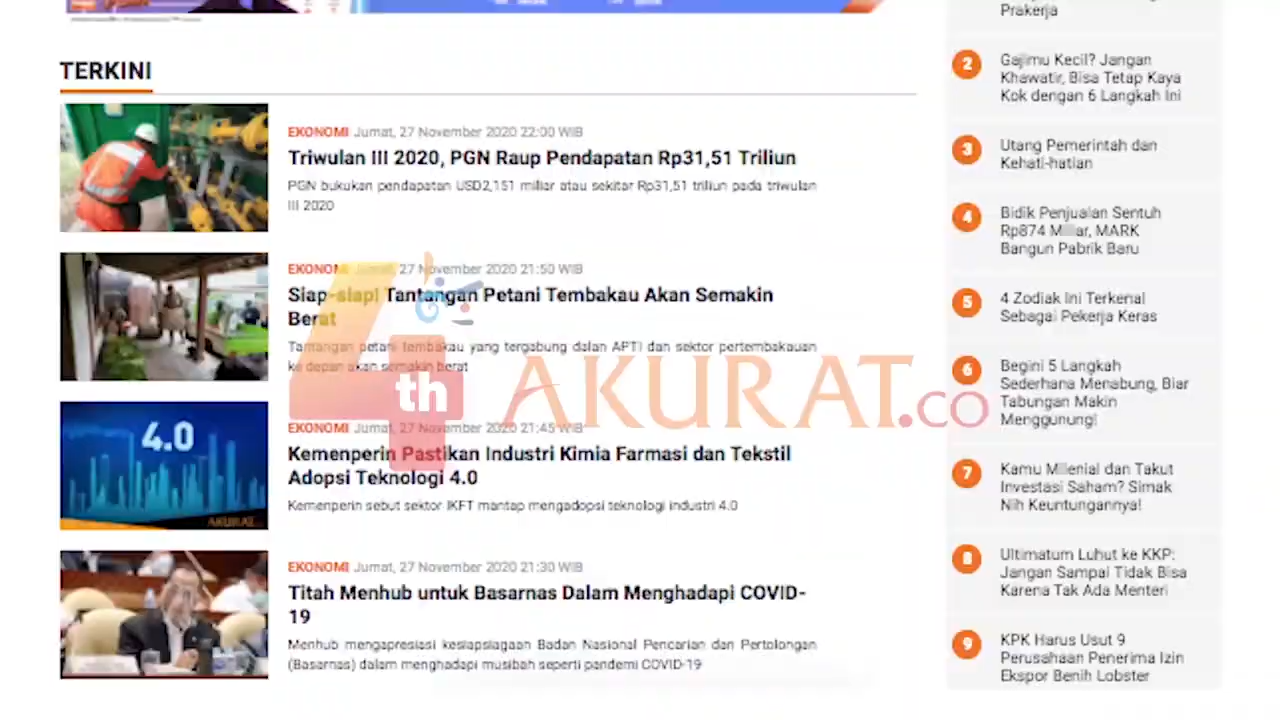 TERKINI
EKONOMI Jumat, 27 November 2020 22:00 WIB
Triwulan III 2020, PGN Raup Pendapatan Rp31,51 Triliun
PGN bukukan pendapatan USD2,151 miliar atau sekitar Rp31,51 triliun pada triwulan
III 2020
EKONOMI Jumat, 27 November 2020 21:50 WIB
Siap-siap! Tantangan Petani Tembakau Akan Semakin
Berat
Tantangan petani tembakau yang tergabung dalan APTI dan sektor pertembakauan
ke depan akan semakin berat
4th AKURAT.co
4.0
AKURAT
EKONOMI Jumat, 27 November 2020 21:45 WIB
Kemenperin Pastikan Industri Kimia Farmasi dan Tekstil
Adopsi Teknologi 4.0
Kemenperin sebut sektor IKFT mantap mengadopsi teknologi industri 4.0
EKONOMI Jumat, 27 November 2020 21:30 WIB
Titah Menhub untuk Basarnas Dalam Menghadapi COVID-
19
Menhub mengapresiasi kesiapsiagaan Badan Nasional Pencarian dan Pertolongan
(Basarnas) dalam menghadapi musibah seperti pandemi COVID-19
Prakerja
2 Gajimu Kecil? Jangan
Khawatir, Bisa Tetap Kaya
Kok dengan 6 Langkah Ini
3 Utang Pemerintah dan
Kehati-hatian
4 Bidik Penjualan Sentuh
Rp874 Miliar, MARK
Bangun Pabrik Baru
5 4 Zodiak Ini Terkenal
Sebagai Pekerja Keras
6 Begini 5 Langkah
Sederhana Menabung, Biar
Tabungan Makin
Menggunung!
7 Kamu Milenial dan Takut
Investasi Saham? Simak
Nih Keuntungannya!
8 Ultimatum Luhut ke KKP:
Jangan Sampai Tidak Bisa
Karena Tak Ada Menteri
9 KPK Harus Usut 9
Perusahaan Penerima Izin
Ekspor Benih Lobster